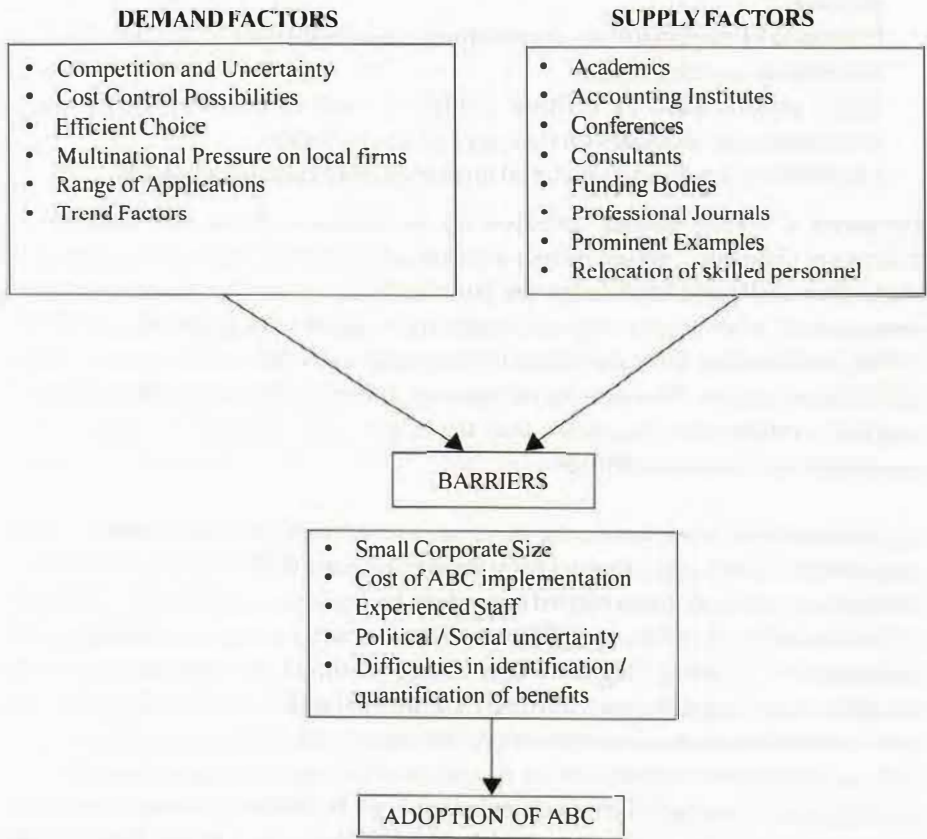 DEMAND FACTORS
• Competition and Uncertainty
• Cost Control Possibilities
• Efficient Choice
• Multinational Pressure on local firms
• Range of Applications
• Trend Factors
SUPPLY FACTORS
• Academics
• Accounting Institutes
• Conferences
• Consultants
• Funding Bodies
• Professional Journals
• Prominent Examples
• Relocation of skilled personnel
BARRIERS
• Small Corporate Size
• Cost of ABC implementation
• Experienced Staff
• Political / Social uncertainty
• Difficulties in identification /
quantification of benefits
ADOPTION OF ABC